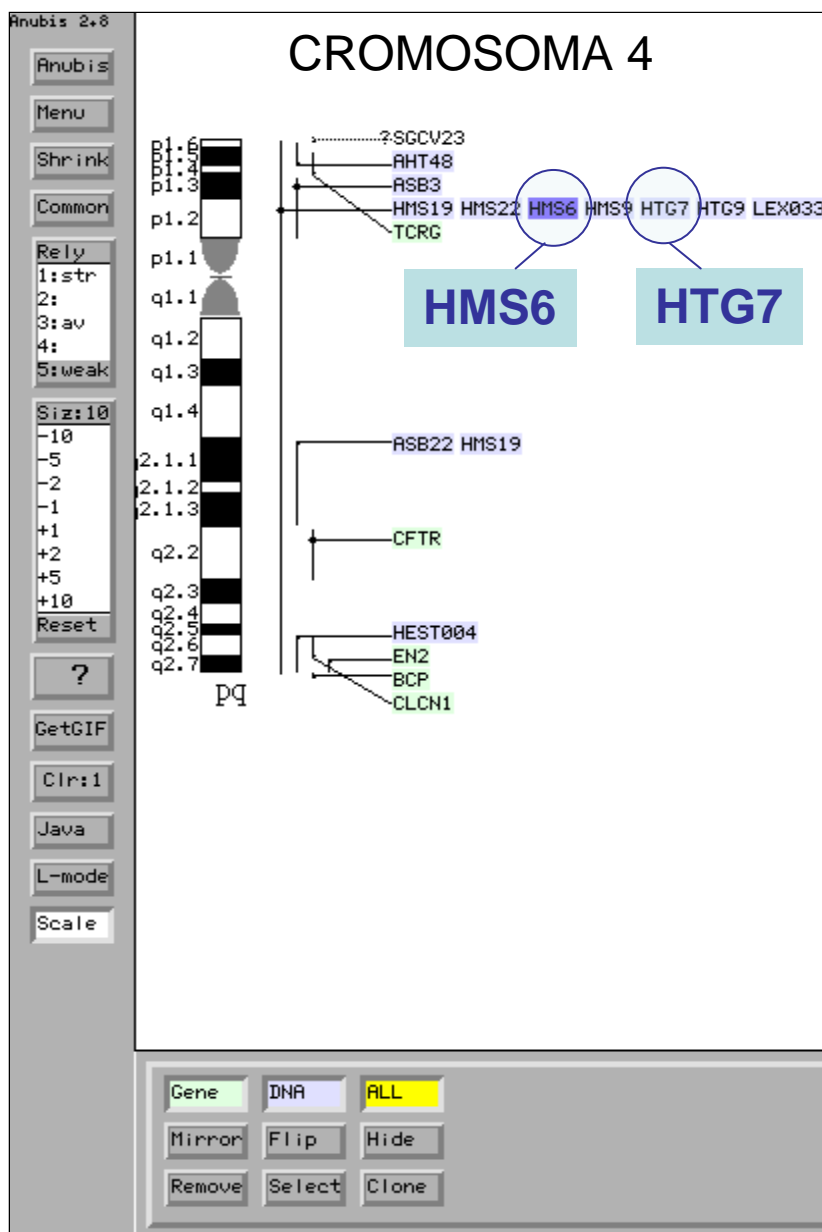 Anubis 2.8
CROMOSOMA 4
Anubis
Menu
Shrink
Common
Rely
1:str
2:
3:av
4:
5:weak
Siz:10
-10
-5
-2
-1
+1
+2
+5
+10
Reset
?
GetGIF
Clr:1
Java
L-mode
Scale
p1.6
p1.5
p1.4
p1.3
p1.2
p1.1
q1.1
q1.2
q1.3
q1.4
2.1.1
2.1.2
2.1.3
q2.2
q2.3
q2.4
q2.5
q2.6
q2.7
pq
?SGCV23
AHT48
ASB3
HMS19 HMS22 HMS6 HMS9 HTG7 HTG9 LEX033
TCRG
HMS6 HTG7
ASB22 HMS19
CFTR
HEST004
EN2
BCP
CLCN1
Gene DNA ALL
Mirror Flip Hide
Remove Select Clone